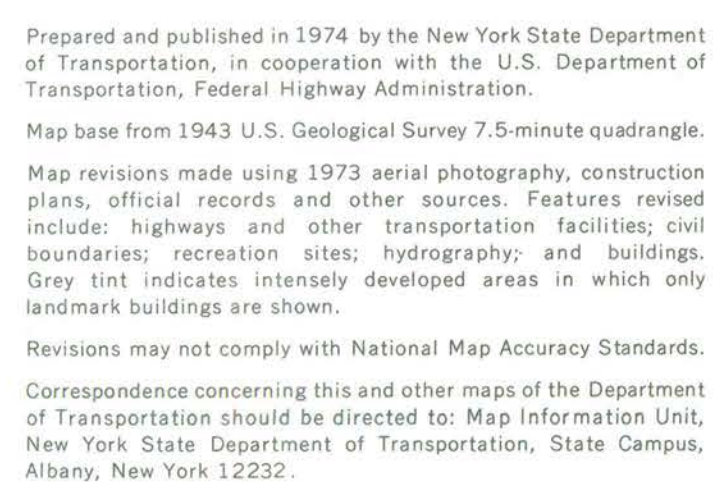 Prepared and published in 1974 by the New York State Department
of Transportation, in cooperation with the U.S. Department of
Transportation, Federal Highway Administration.
Map base from 1943 U.S. Geological Survey 7.5-minute quadrangle.
Map revisions made using 1973 aerial photography, construction
plans, official records and other sources. Features revised
include: highways and other transportation facilities; civil
boundaries; recreation sites; hydrography; and buildings.
Grey tint indicates intensely developed areas in which only
landmark buildings are shown.
Revisions may not comply with National Map Accuracy Standards.
Correspondence concerning this and other maps of the Department
of Transportation should be directed to: Map Information Unit,
New York State Department of Transportation, State Campus,
Albany, New York 12232.